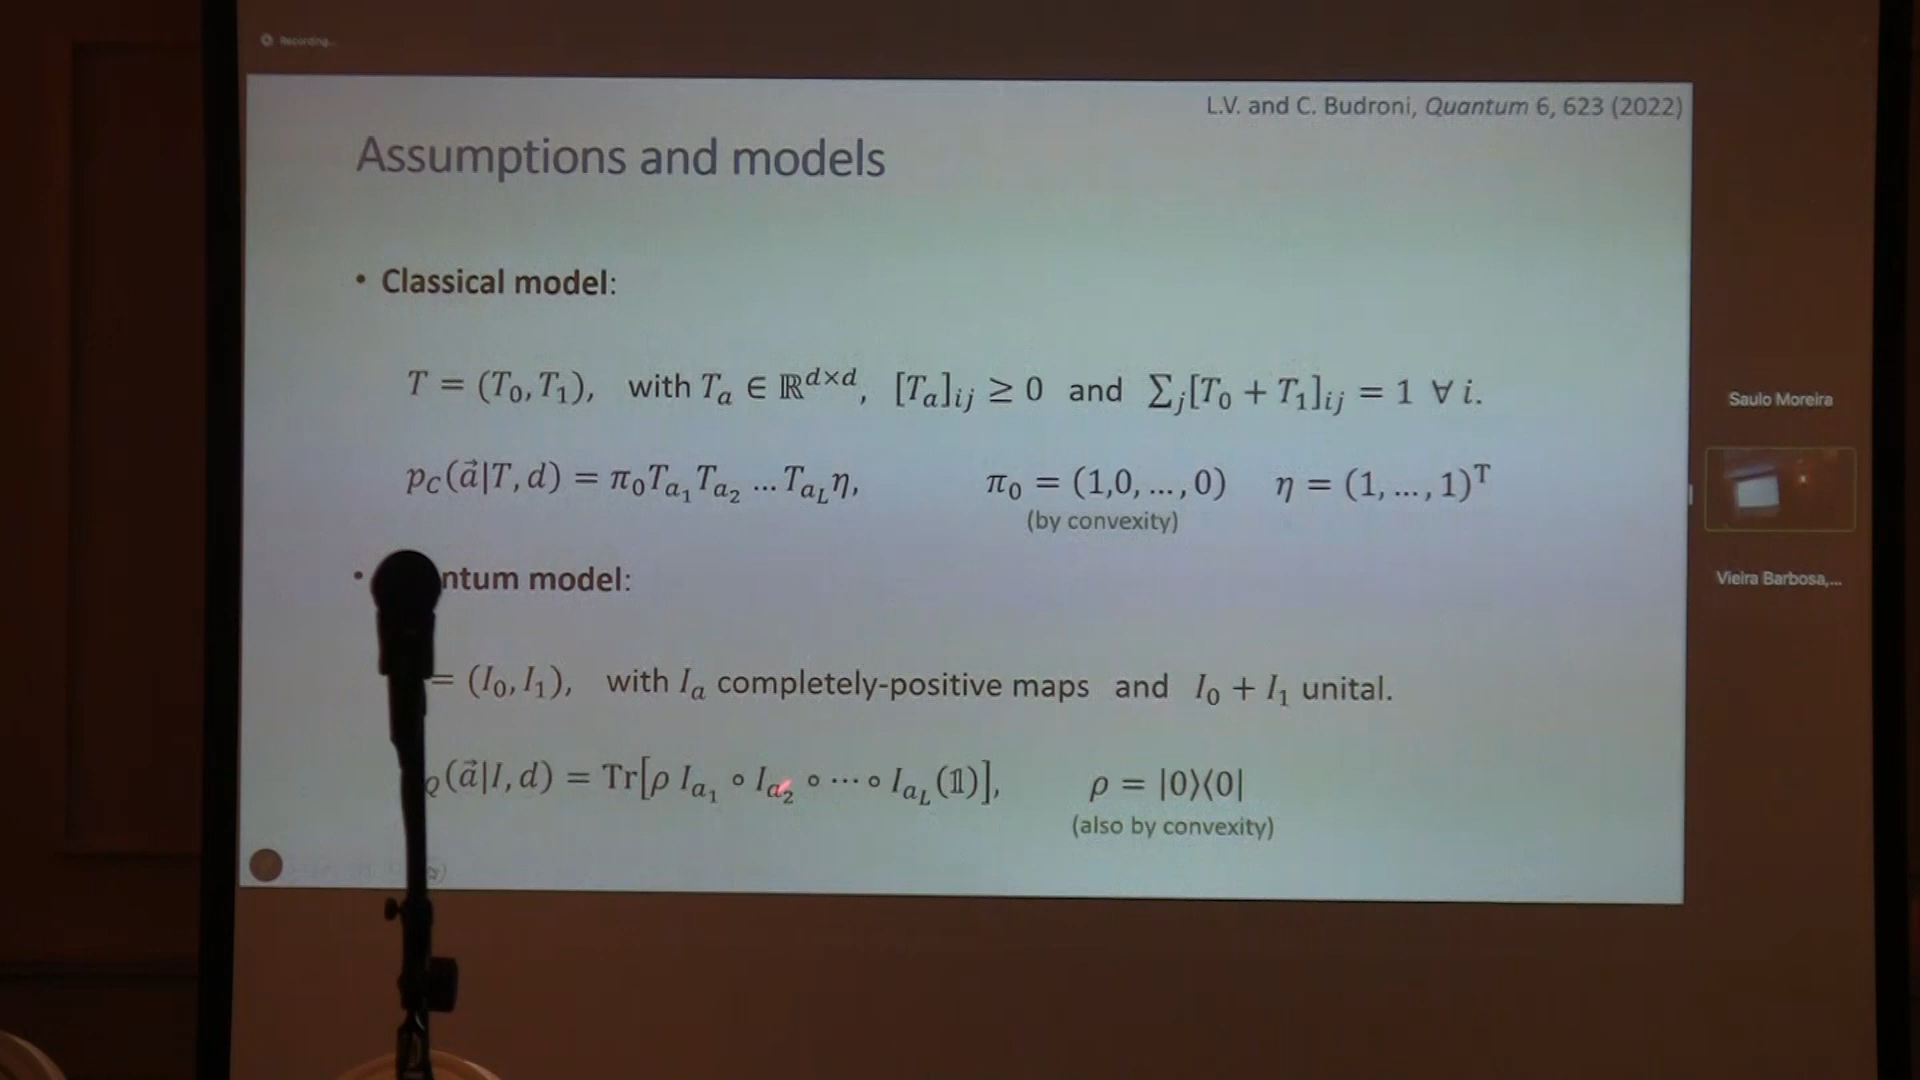 Recording...
L.V. and C. Budroni, Quantum 6, 623 (2022)
Assumptions and models
• Classical model:
T = (T₀, T₁), with Tₐ ∈ ℝᵈˣᵈ, [Tₐ]ᵢⱼ ≥ 0 and ∑ⱼ[T₀ + T₁]ᵢⱼ = 1 ∀ i.
p_C(a⃗|T, d) = π₀T_{a₁}T_{a₂} ...T_{a_L}η, π₀ = (1,0, ..., 0) η = (1, ..., 1)ᵀ
(by convexity)
• ntum model:
= (I₀, I₁), with Iₐ completely-positive maps and I₀ + I₁ unital.
Q(a⃗|I, d) = Tr[ρ I_{a₁} ∘ I_{a₂} ∘ ⋯ ∘ I_{a_L}(𝟙)], ρ = |0⟩⟨0|
(also by convexity)
Saulo Moreira
Vieira Barbosa,...